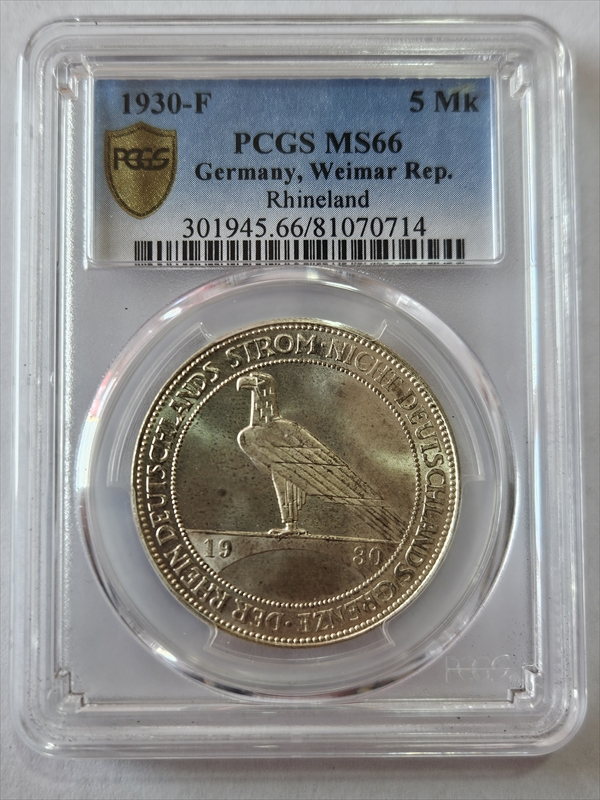 1930-F 5 Mk
PCGS PCGS MS66
Germany, Weimar Rep.
Rhineland
301945.66/81070714
DER RHEIN DEUTSCHLANDS STROM · NICHT DEUTSCHLANDS GRENZE ·
19 30
PCGS